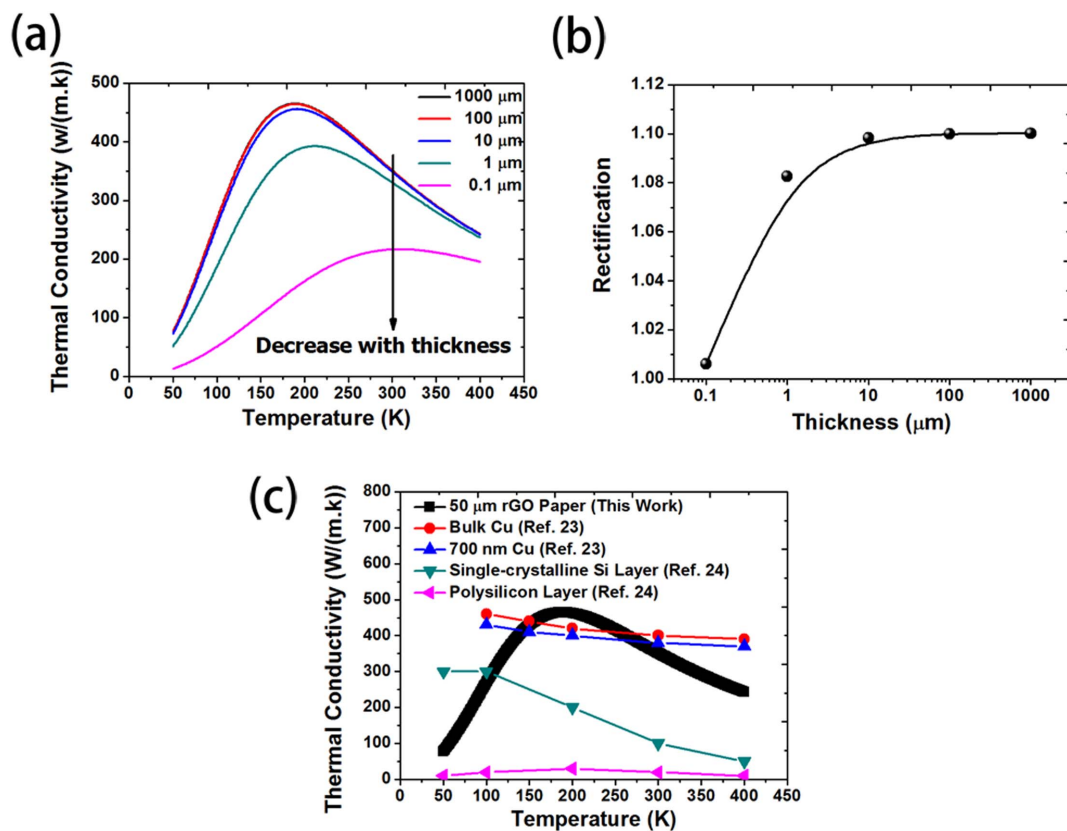 (a)
Thermal Conductivity (w/(m.k))
500
400
300
200
100
0
1000 μm
100 μm
10 μm
1 μm
0.1 μm
Decrease with thickness
0 50 100 150 200 250 300 350 400 450
Temperature (K)
(b)
Rectification
1.12
1.10
1.08
1.06
1.04
1.02
1.00
0.1 1 10 100 1000
Thickness (μm)
(c)
Thermal Conductivity (W/(m.k))
800
700
600
500
400
300
200
100
0
50 μm rGO Paper (This Work)
Bulk Cu (Ref. 23)
700 nm Cu (Ref. 23)
Single-crystalline Si Layer (Ref. 24)
Polysilicon Layer (Ref. 24)
0 50 100 150 200 250 300 350 400 450
Temperature (K)